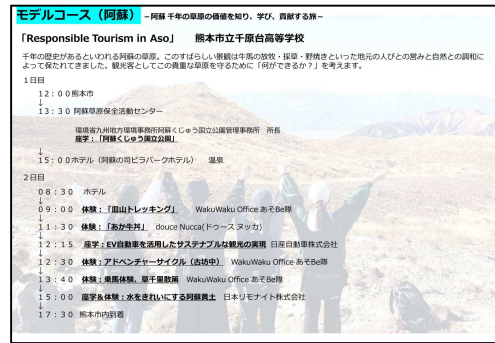 モデルコース（阿蘇） –阿蘇 千年の草原の価値を知り、学び、貢献する旅–
「Responsible Tourism in Aso」　熊本市立千原台高等学校
千年の歴史があるといわれる阿蘇の草原。このすばらしい景観は牛馬の放牧・採草・野焼きといった地元の人びとの営みと自然との調和に
よって保たれてきました。観光客としてこの貴重な草原を守るために「何ができるか？」を考えます。
１日目
１２：００熊本市
↓
１３：３０ 阿蘇草原保全活動センター
環境省九州地方環境事務所阿蘇くじゅう国立公園管理事務所　所長
座学：「阿蘇くじゅう国立公園」
↓
１５：００ホテル（阿蘇の司ビラパークホテル）　温泉
２日目
０８：３０　ホテル
↓
０９：００　体験：「皿山トレッキング」　WakuWaku Office あそBe隊
↓
１１：３０　体験：「あか牛丼」　douce Nucca(ドゥース ヌッカ)
↓
１２：１５　座学：EV自動車を活用したサステナブルな観光の実現　日産自動車株式会社
↓
１２：３０　体験：アドベンチャーサイクル（古坊中）　WakuWaku Office あそBe隊
↓
１３：４０　体験：乗馬体験、草千里散策　WakuWaku Office あそBe隊
↓
１５：００　座学&体験：水をきれいにする阿蘇黄土　日本リモナイト株式会社
↓
１７：３０　熊本市内到着